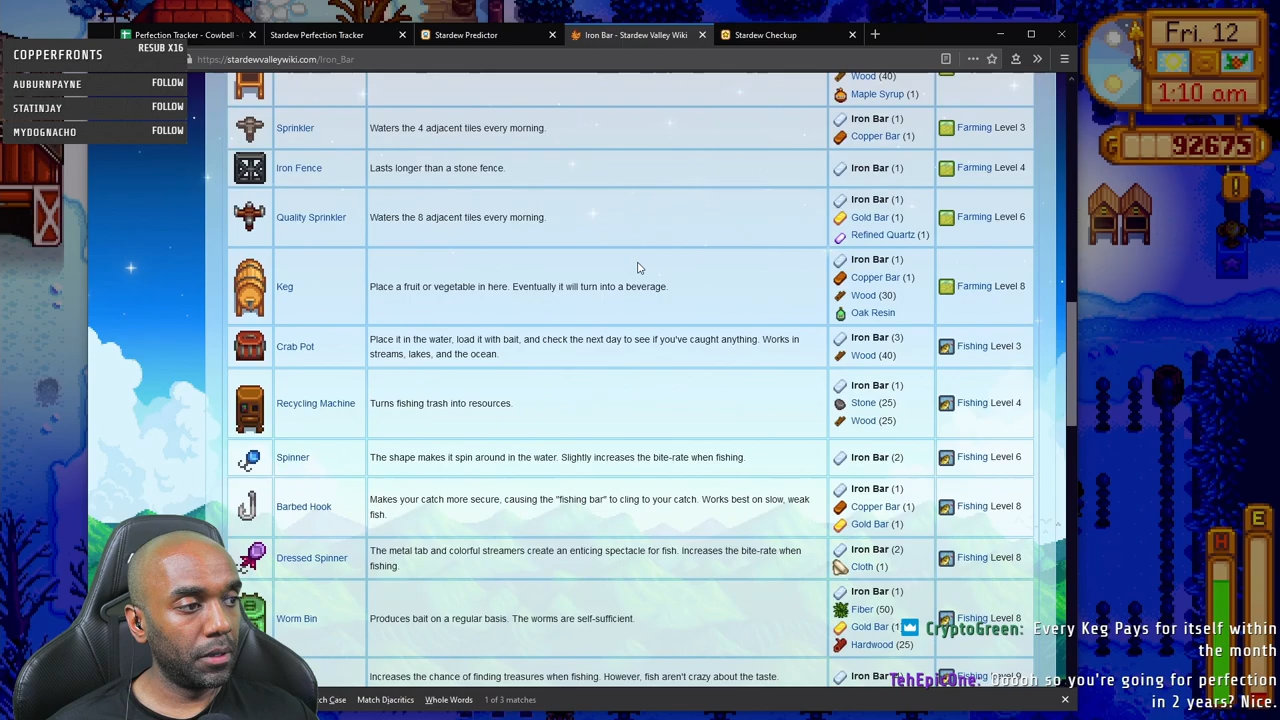 Perfection Tracker - Cowbell -
Stardew Perfection Tracker
Stardew Predictor
Iron Bar - Stardew Valley Wiki
Stardew Checkup
https://stardewvalleywiki.com/Iron_Bar
COPPERFRONTS RESUB X16
AUBURNPAYNE FOLLOW
STATINJAY FOLLOW
MYDOGNACHO FOLLOW
Fri. 12
1:10 am
92675
Wood (40)
Maple Syrup (1)
Sprinkler
Waters the 4 adjacent tiles every morning.
Iron Bar (1)
Copper Bar (1)
Farming Level 3
Iron Fence
Lasts longer than a stone fence.
Iron Bar (1)
Farming Level 4
Quality Sprinkler
Waters the 8 adjacent tiles every morning.
Iron Bar (1)
Gold Bar (1)
Refined Quartz (1)
Farming Level 6
Keg
Place a fruit or vegetable in here. Eventually it will turn into a beverage.
Iron Bar (1)
Copper Bar (1)
Wood (30)
Oak Resin
Farming Level 8
Crab Pot
Place it in the water, load it with bait, and check the next day to see if you've caught anything. Works in
streams, lakes, and the ocean.
Iron Bar (3)
Wood (40)
Fishing Level 3
Recycling Machine
Turns fishing trash into resources.
Iron Bar (1)
Stone (25)
Wood (25)
Fishing Level 4
Spinner
The shape makes it spin around in the water. Slightly increases the bite-rate when fishing.
Iron Bar (2)
Fishing Level 6
Barbed Hook
Makes your catch more secure, causing the "fishing bar" to cling to your catch. Works best on slow, weak
fish.
Iron Bar (1)
Copper Bar (1)
Gold Bar (1)
Fishing Level 8
Dressed Spinner
The metal tab and colorful streamers create an enticing spectacle for fish. Increases the bite-rate when
fishing.
Iron Bar (2)
Cloth (1)
Fishing Level 8
Worm Bin
Produces bait on a regular basis. The worms are self-sufficient.
Iron Bar (1)
Fiber (50)
Gold Bar (1
Hardwood (25)
Fishing Level 8
Increases the chance of finding treasures when fishing. However, fish aren't crazy about the taste.
Iron Bar
CryptoGreen: Every Keg Pays for itself within
the month
TehEpicOne: Ooooh so you're going for perfection
in 2 years? Nice.
tch Case
Match Diacritics
Whole Words
1 of 3 matches
H
E